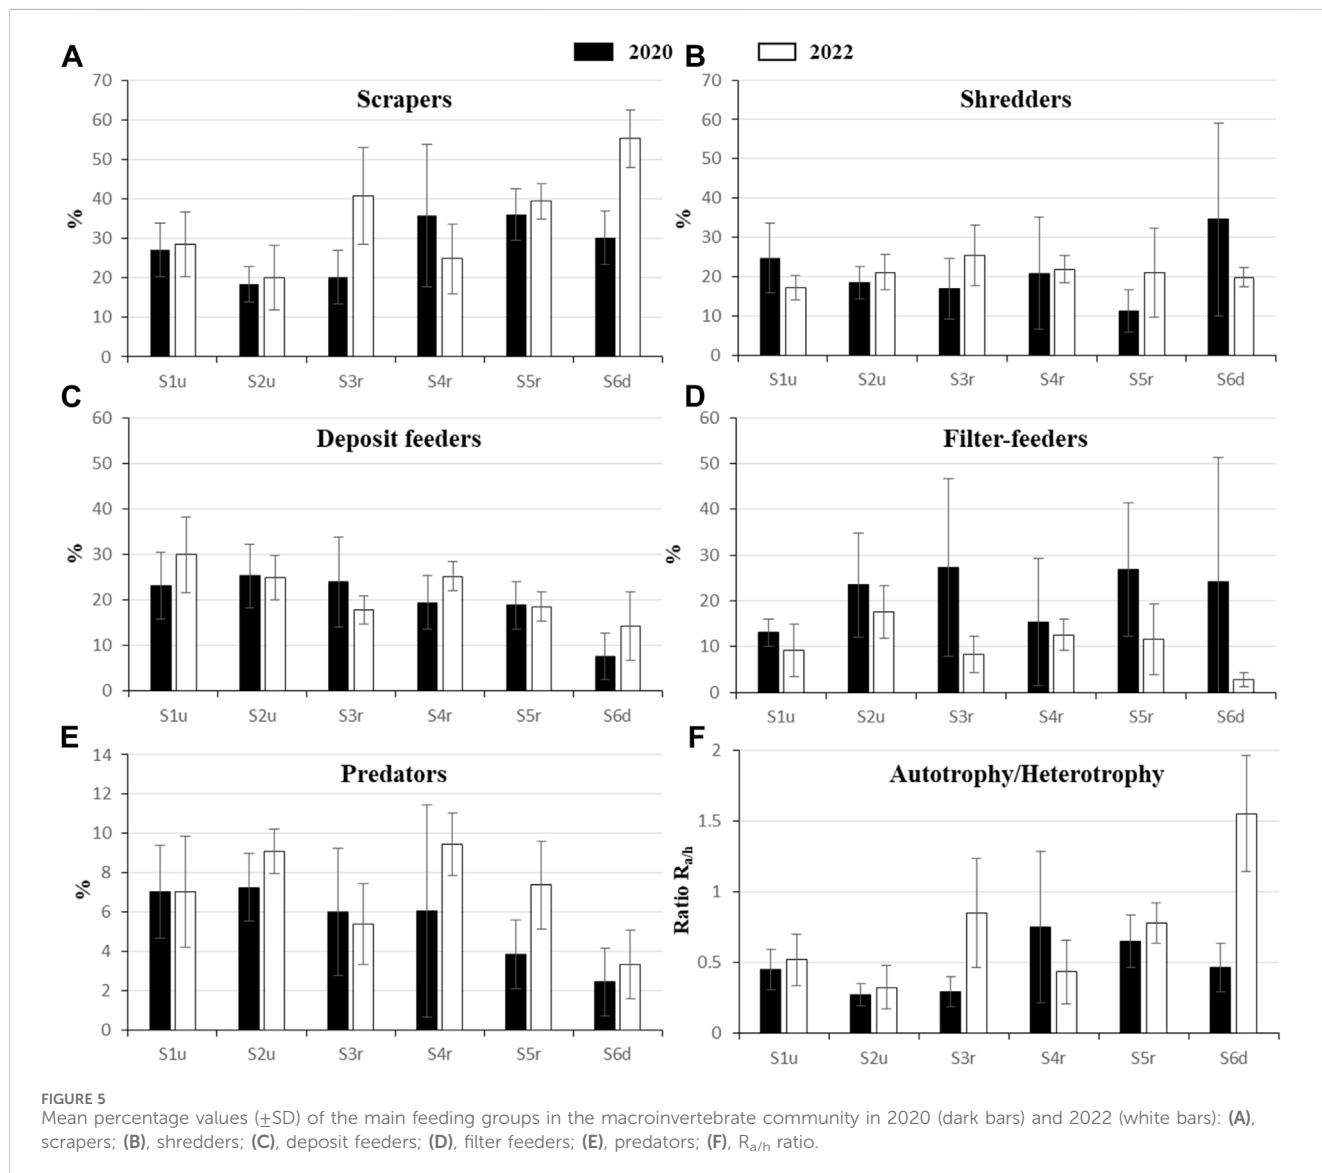 2020 2022
A
Scrapers
70
60
50
40
30
20
10
0
%
S1u S2u S3r S4r S5r S6d
B
Shredders
70
60
50
40
30
20
10
0
%
S1u S2u S3r S4r S5r S6d
C
Deposit feeders
60
50
40
30
20
10
0
%
S1u S2u S3r S4r S5r S6d
D
Filter-feeders
60
50
40
30
20
10
0
%
S1u S2u S3r S4r S5r S6d
E
Predators
14
12
10
8
6
4
2
0
%
S1u S2u S3r S4r S5r S6d
F
Autotrophy/Heterotrophy
2
1.5
1
0.5
0
Ratio Ra/h
S1u S2u S3r S4r S5r S6d
FIGURE 5
Mean percentage values (±SD) of the main feeding groups in the macroinvertebrate community in 2020 (dark bars) and 2022 (white bars): (A),
scrapers; (B), shredders; (C), deposit feeders; (D), filter feeders; (E), predators; (F), Ra/h ratio.